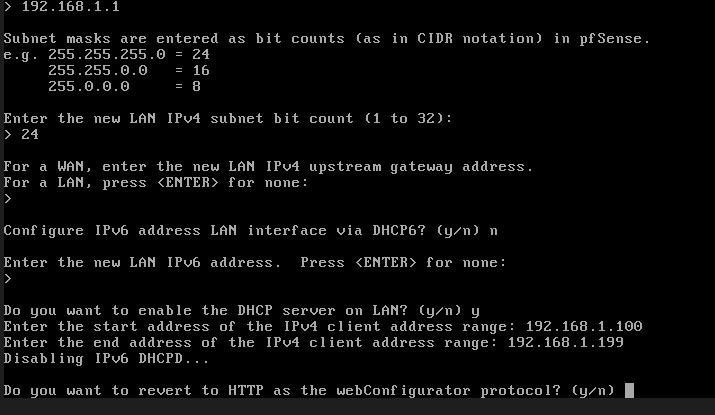 > 192.168.1.1
Subnet masks are entered as bit counts (as in CIDR notation) in pfSense.
e.g. 255.255.255.0 = 24
255.255.0.0 = 16
255.0.0.0 = 8
Enter the new LAN IPv4 subnet bit count (1 to 32):
> 24
For a WAN, enter the new LAN IPv4 upstream gateway address.
For a LAN, press <ENTER> for none:
>
Configure IPv6 address LAN interface via DHCP6? (y/n) n
Enter the new LAN IPv6 address.  Press <ENTER> for none:
>
Do you want to enable the DHCP server on LAN? (y/n) y
Enter the start address of the IPv4 client address range: 192.168.1.100
Enter the end address of the IPv4 client address range: 192.168.1.199
Disabling IPv6 DHCPD...
Do you want to revert to HTTP as the webConfigurator protocol? (y/n)